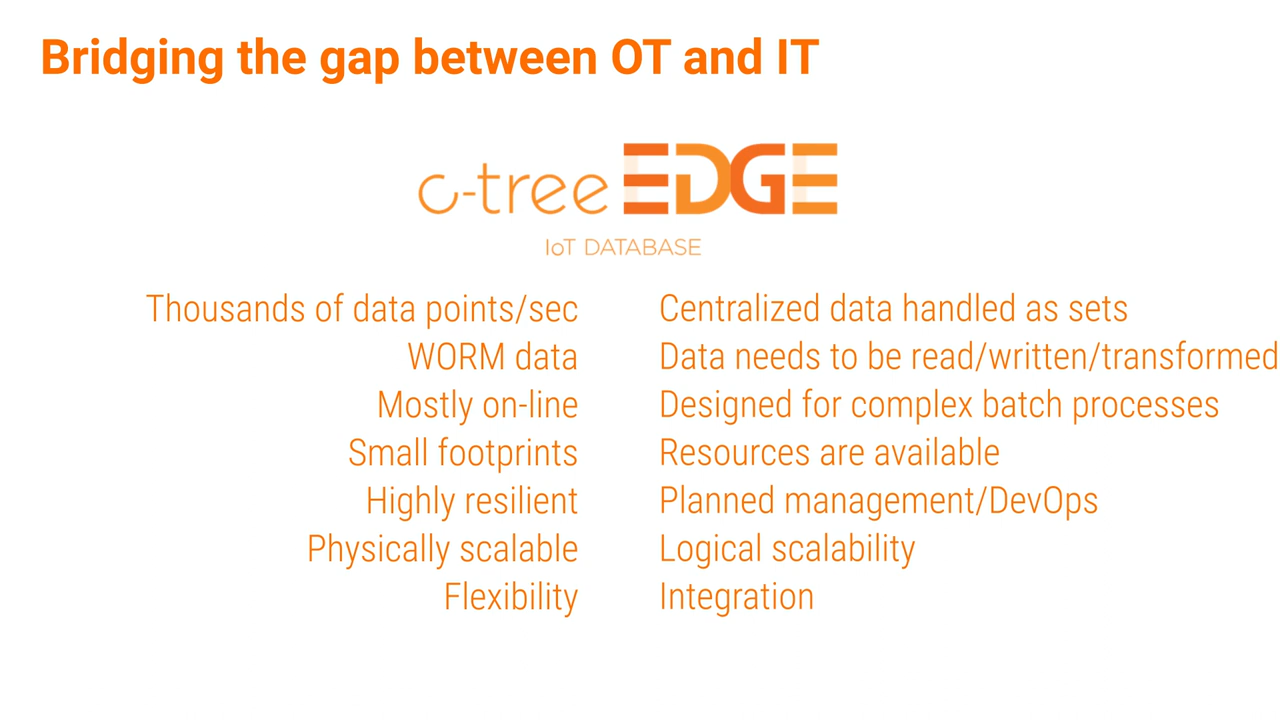 Bridging the gap between OT and IT
c-tree EDGE
IoT DATABASE
Thousands of data points/sec
WORM data
Mostly on-line
Small footprints
Highly resilient
Physically scalable
Flexibility
Centralized data handled as sets
Data needs to be read/written/transformed
Designed for complex batch processes
Resources are available
Planned management/DevOps
Logical scalability
Integration